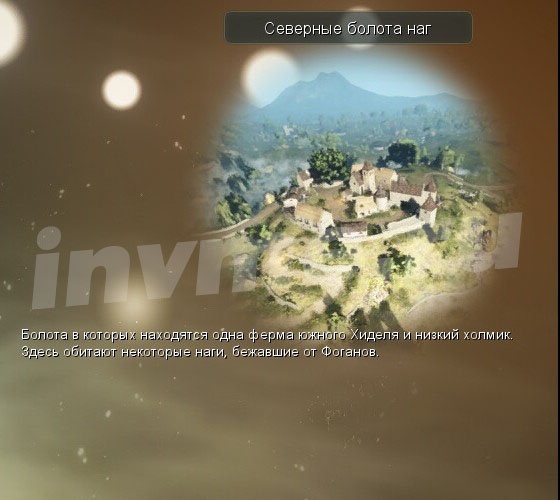 Северные болота наг
Болота в которых находятся одна ферма южного Хиделя и низкий холмик.
Здесь обитают некоторые наги, бежавшие от Фоганов.